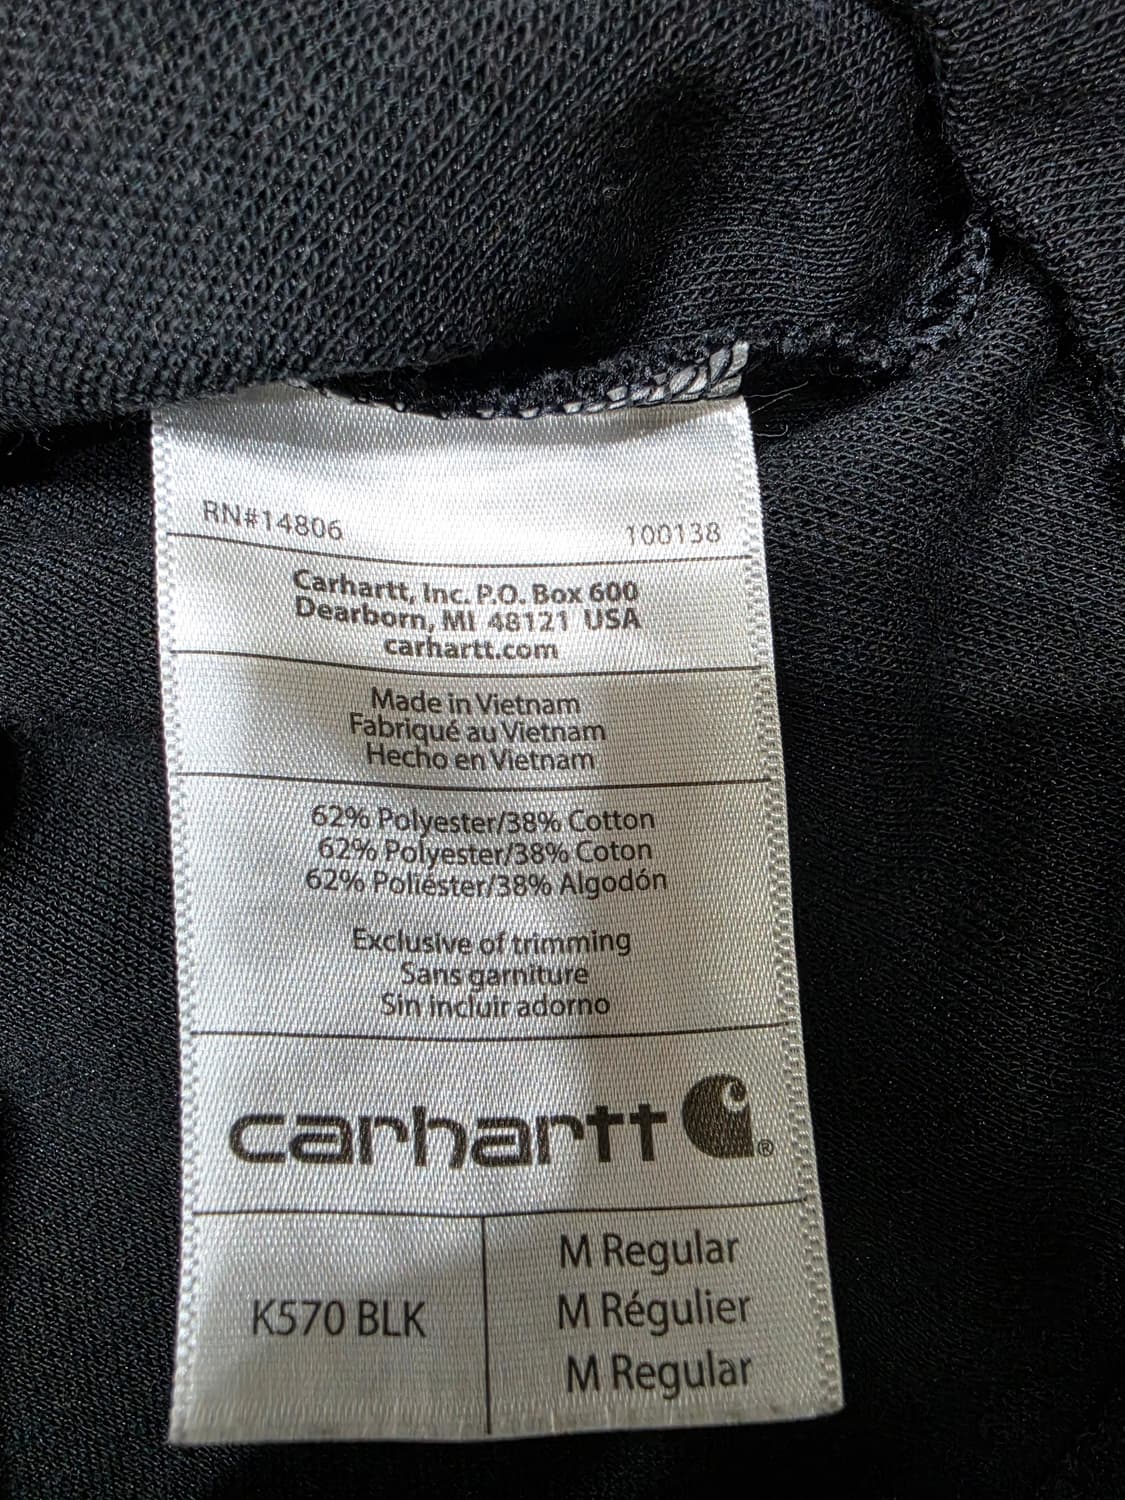 RN#14806 100138
Carhartt, Inc. P.O. Box 600
Dearborn, MI 48121 USA
carhartt.com
Made in Vietnam
Fabriqué au Vietnam
Hecho en Vietnam
62% Polyester/38% Cotton
62% Polyester/38% Coton
62% Poliéster/38% Algodón
Exclusive of trimming
Sans garniture
Sin incluir adorno
carhartt ®
K570 BLK
M Regular
M Régulier
M Regular